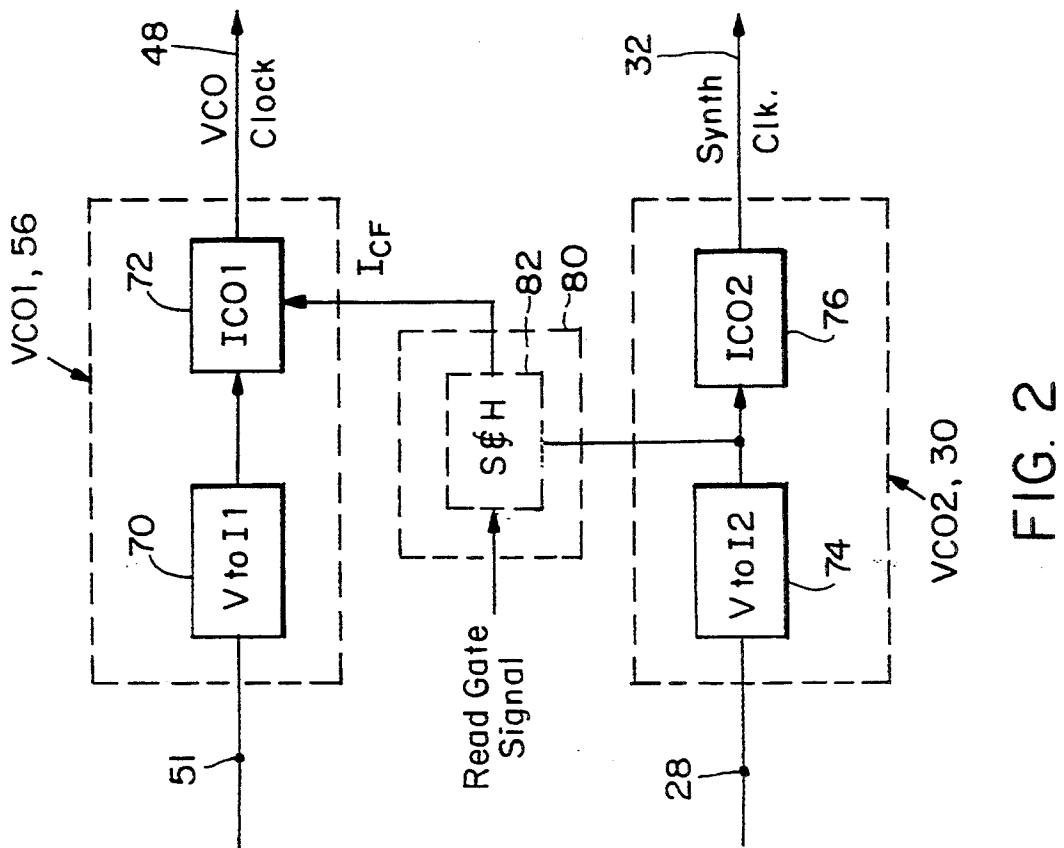 VCO1, 56
72
48
VCO
Clock
70
V to I1
ICO1
51
ICF
82
80
S&H
Read Gate
Signal
32
Synth
Clk.
28
V to I2
ICO2
74
76
VCO2, 30
FIG. 2